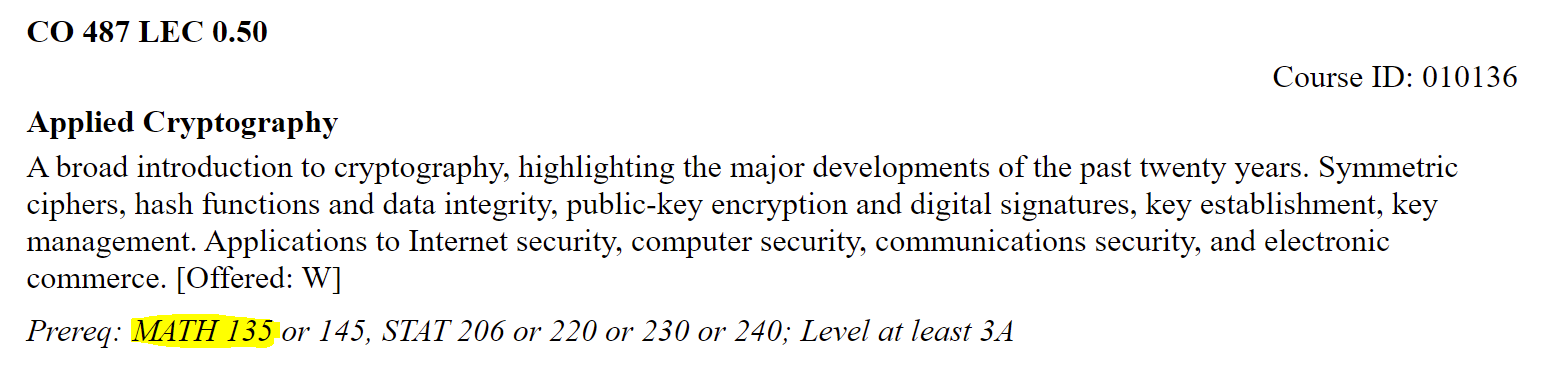 CO 487 LEC 0.50
Course ID: 010136
Applied Cryptography
A broad introduction to cryptography, highlighting the major developments of the past twenty years. Symmetric
ciphers, hash functions and data integrity, public-key encryption and digital signatures, key establishment, key
management. Applications to Internet security, computer security, communications security, and electronic
commerce. [Offered: W]
Prereq: MATH 135 or 145, STAT 206 or 220 or 230 or 240; Level at least 3A